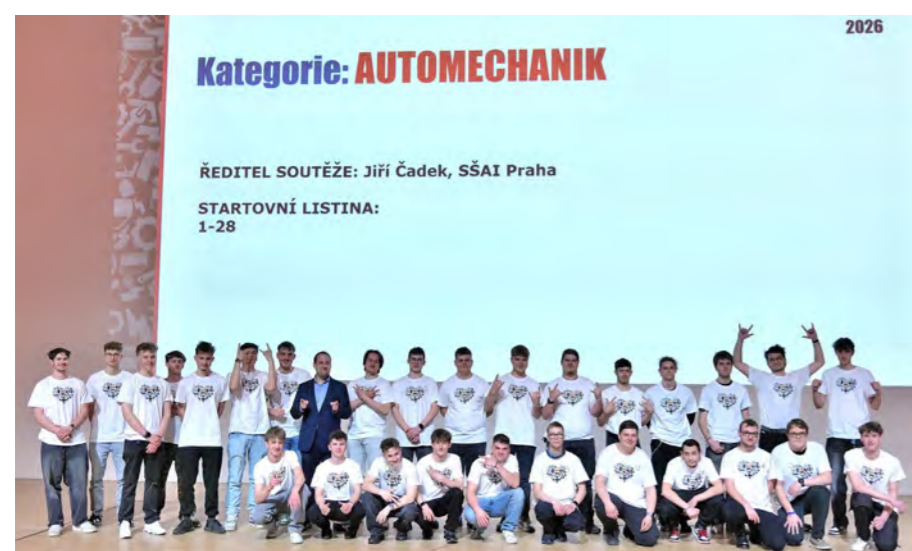 2026
Kategorie: AUTOMECHANIK
ŘEDITEL SOUTĚŽE: Jiří Čadek, SŠAI Praha
STARTOVNÍ LISTINA:
1-28